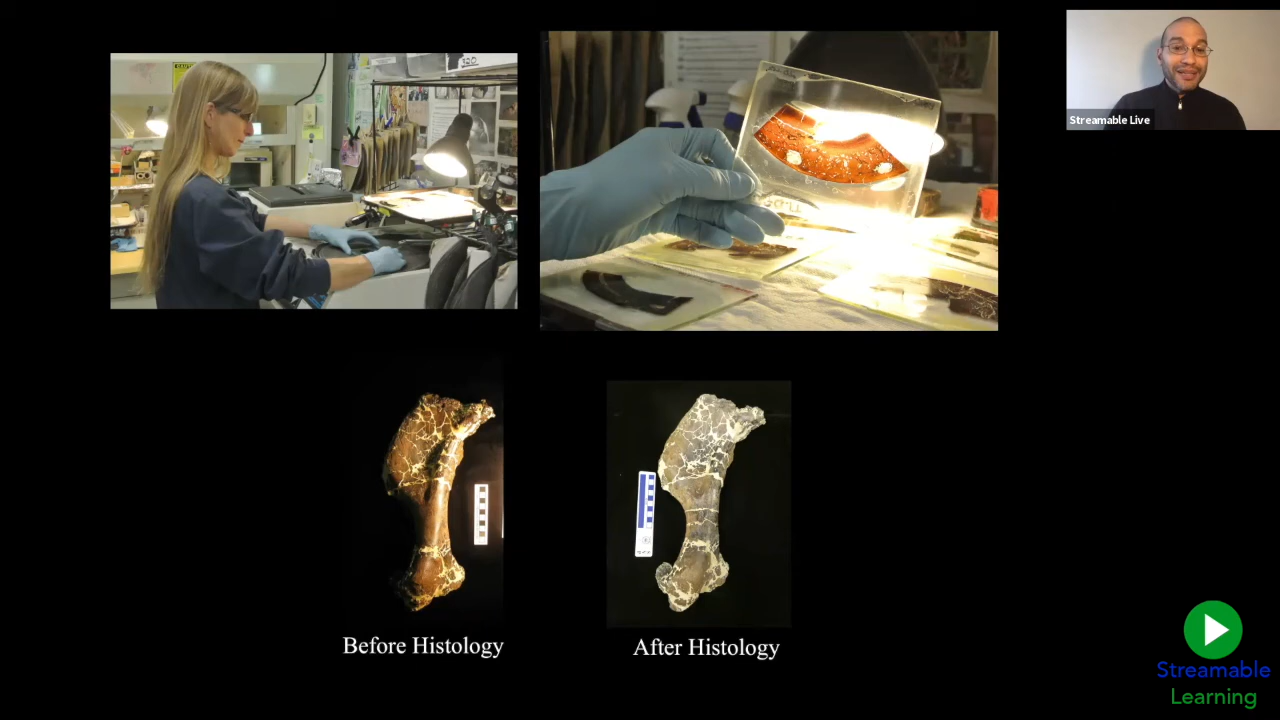 Streamable Live
Before Histology
After Histology
Streamable
Learning